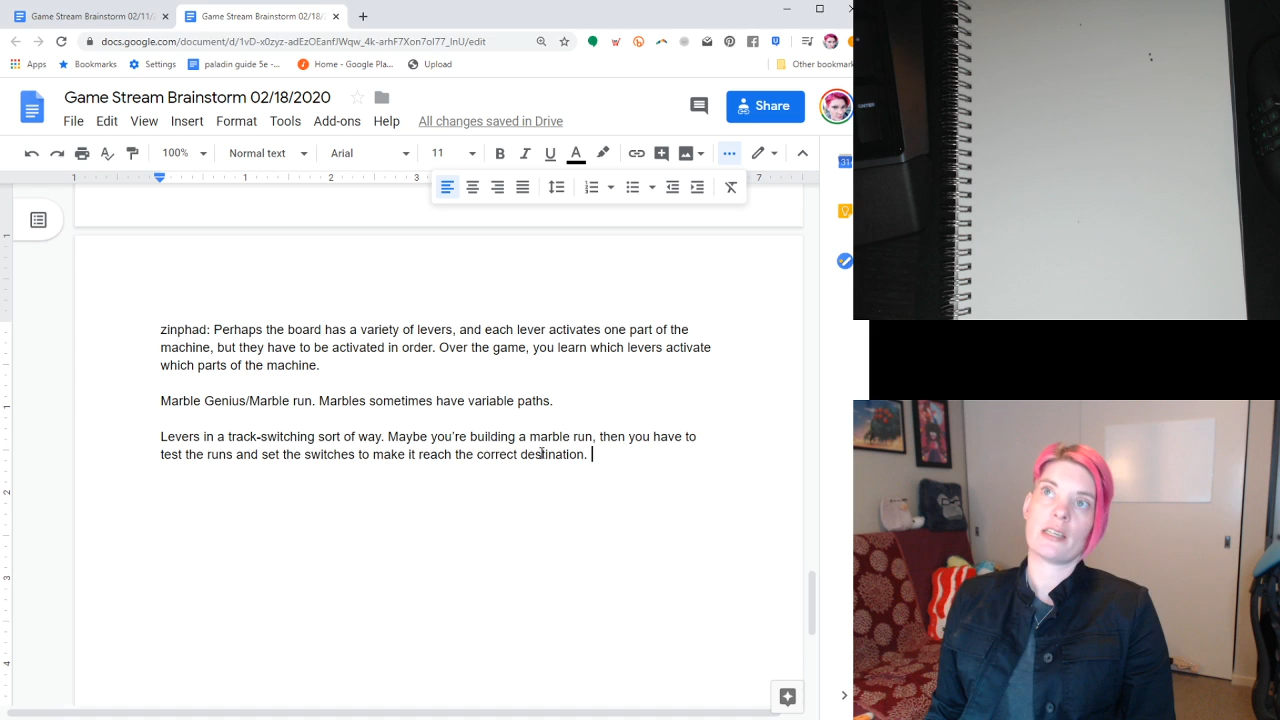 Game Stream Brainstorm 02/11/
Game Stream Brainstorm 02/18/
docs.google.com/document/d/1vD
Apps
Bookmarks
Settings
paladin guide 5e -...
Home - Google Pla...
Upload
Other bookmar
Game Stream Brainstorm 02/18/2020
Share
File Edit View Insert Format Tools Add-ons Help All changes saved in Drive
100% Normal text Arial 11
1 1 2 3 7
zinphad: Perhaps the board has a variety of levers, and each lever activates one part of the
machine, but they have to be activated in order. Over the game, you learn which levers activate
which parts of the machine.
Marble Genius/Marble run. Marbles sometimes have variable paths.
Levers in a track-switching sort of way. Maybe you're building a marble run, then you have to
test the runs and set the switches to make it reach the correct destination.